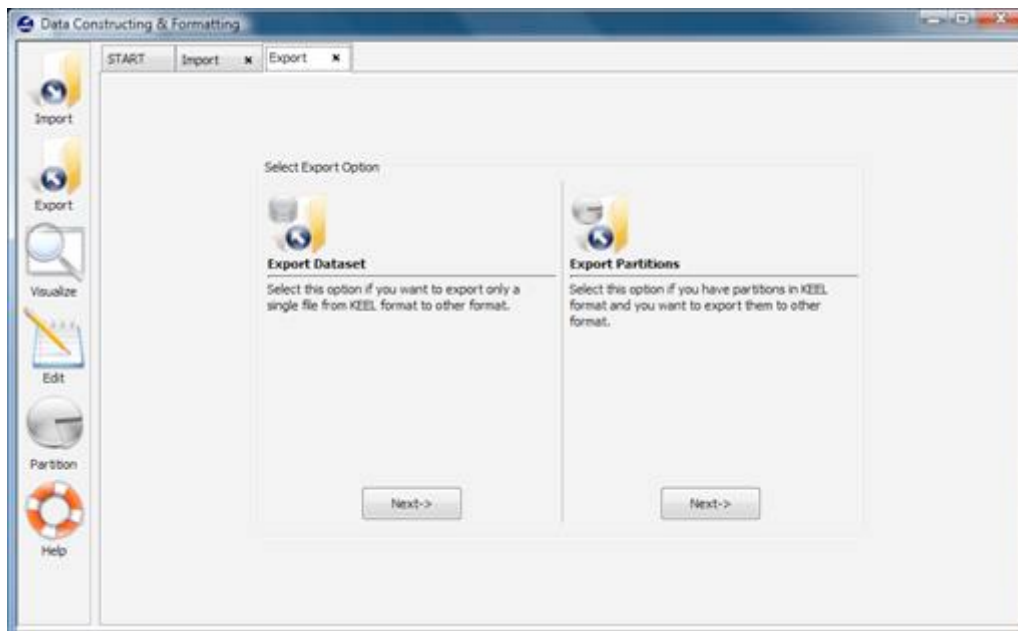 Data Constructing & Formatting
START
Import
Export
Import
Export
Visualize
Edit
Partition
Help
Select Export Option
Export Dataset
Select this option if you want to export only a
single file from KEEL format to other format.
Next->
Export Partitions
Select this option if you have partitions in KEEL
format and you want to export them to other
format.
Next->